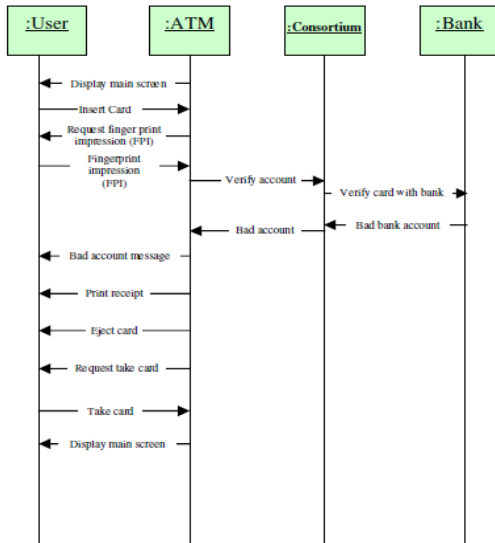 :User
:ATM
:Consortium
:Bank
Display main screen
Insert Card
Request finger print
impression (FPI)
Fingerprint
impression
(FPI)
Verify account
Verify card with bank
Bad bank account
Bad account
Bad account message
Print receipt
Eject card
Request take card
Take card
Display main screen